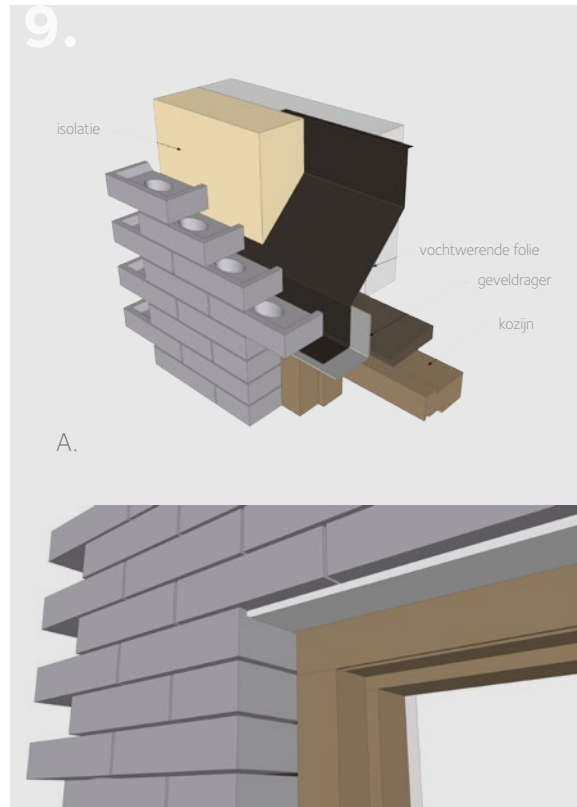 9.
isolatie
vochtwerende folie
geveldrager
kozijn
A.